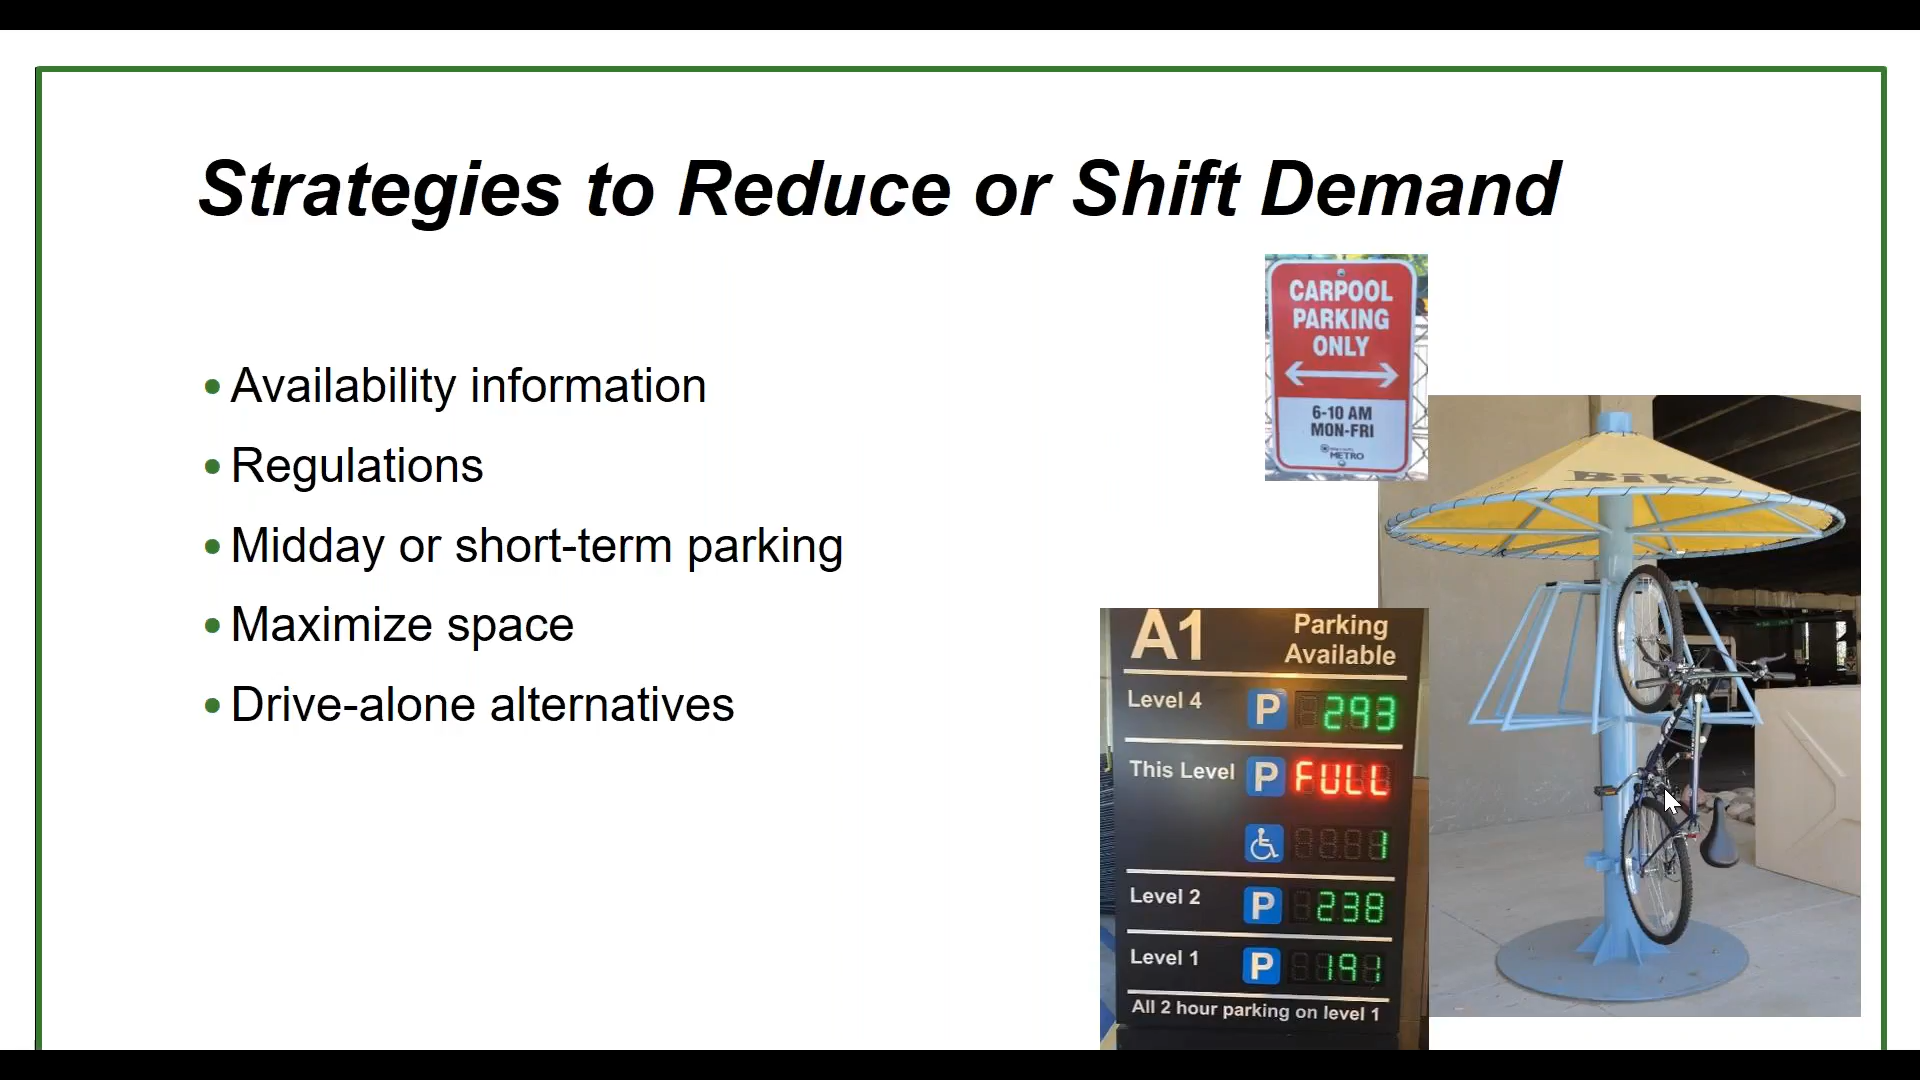 Strategies to Reduce or Shift Demand
• Availability information
• Regulations
• Midday or short-term parking
• Maximize space
• Drive-alone alternatives
CARPOOL
PARKING
ONLY
6-10 AM
MON-FRI
METRO
Bike
A1 Parking
Available
Level 4 P 293
This Level P FULL
1
Level 2 P 238
Level 1 P 191
All 2 hour parking on level 1